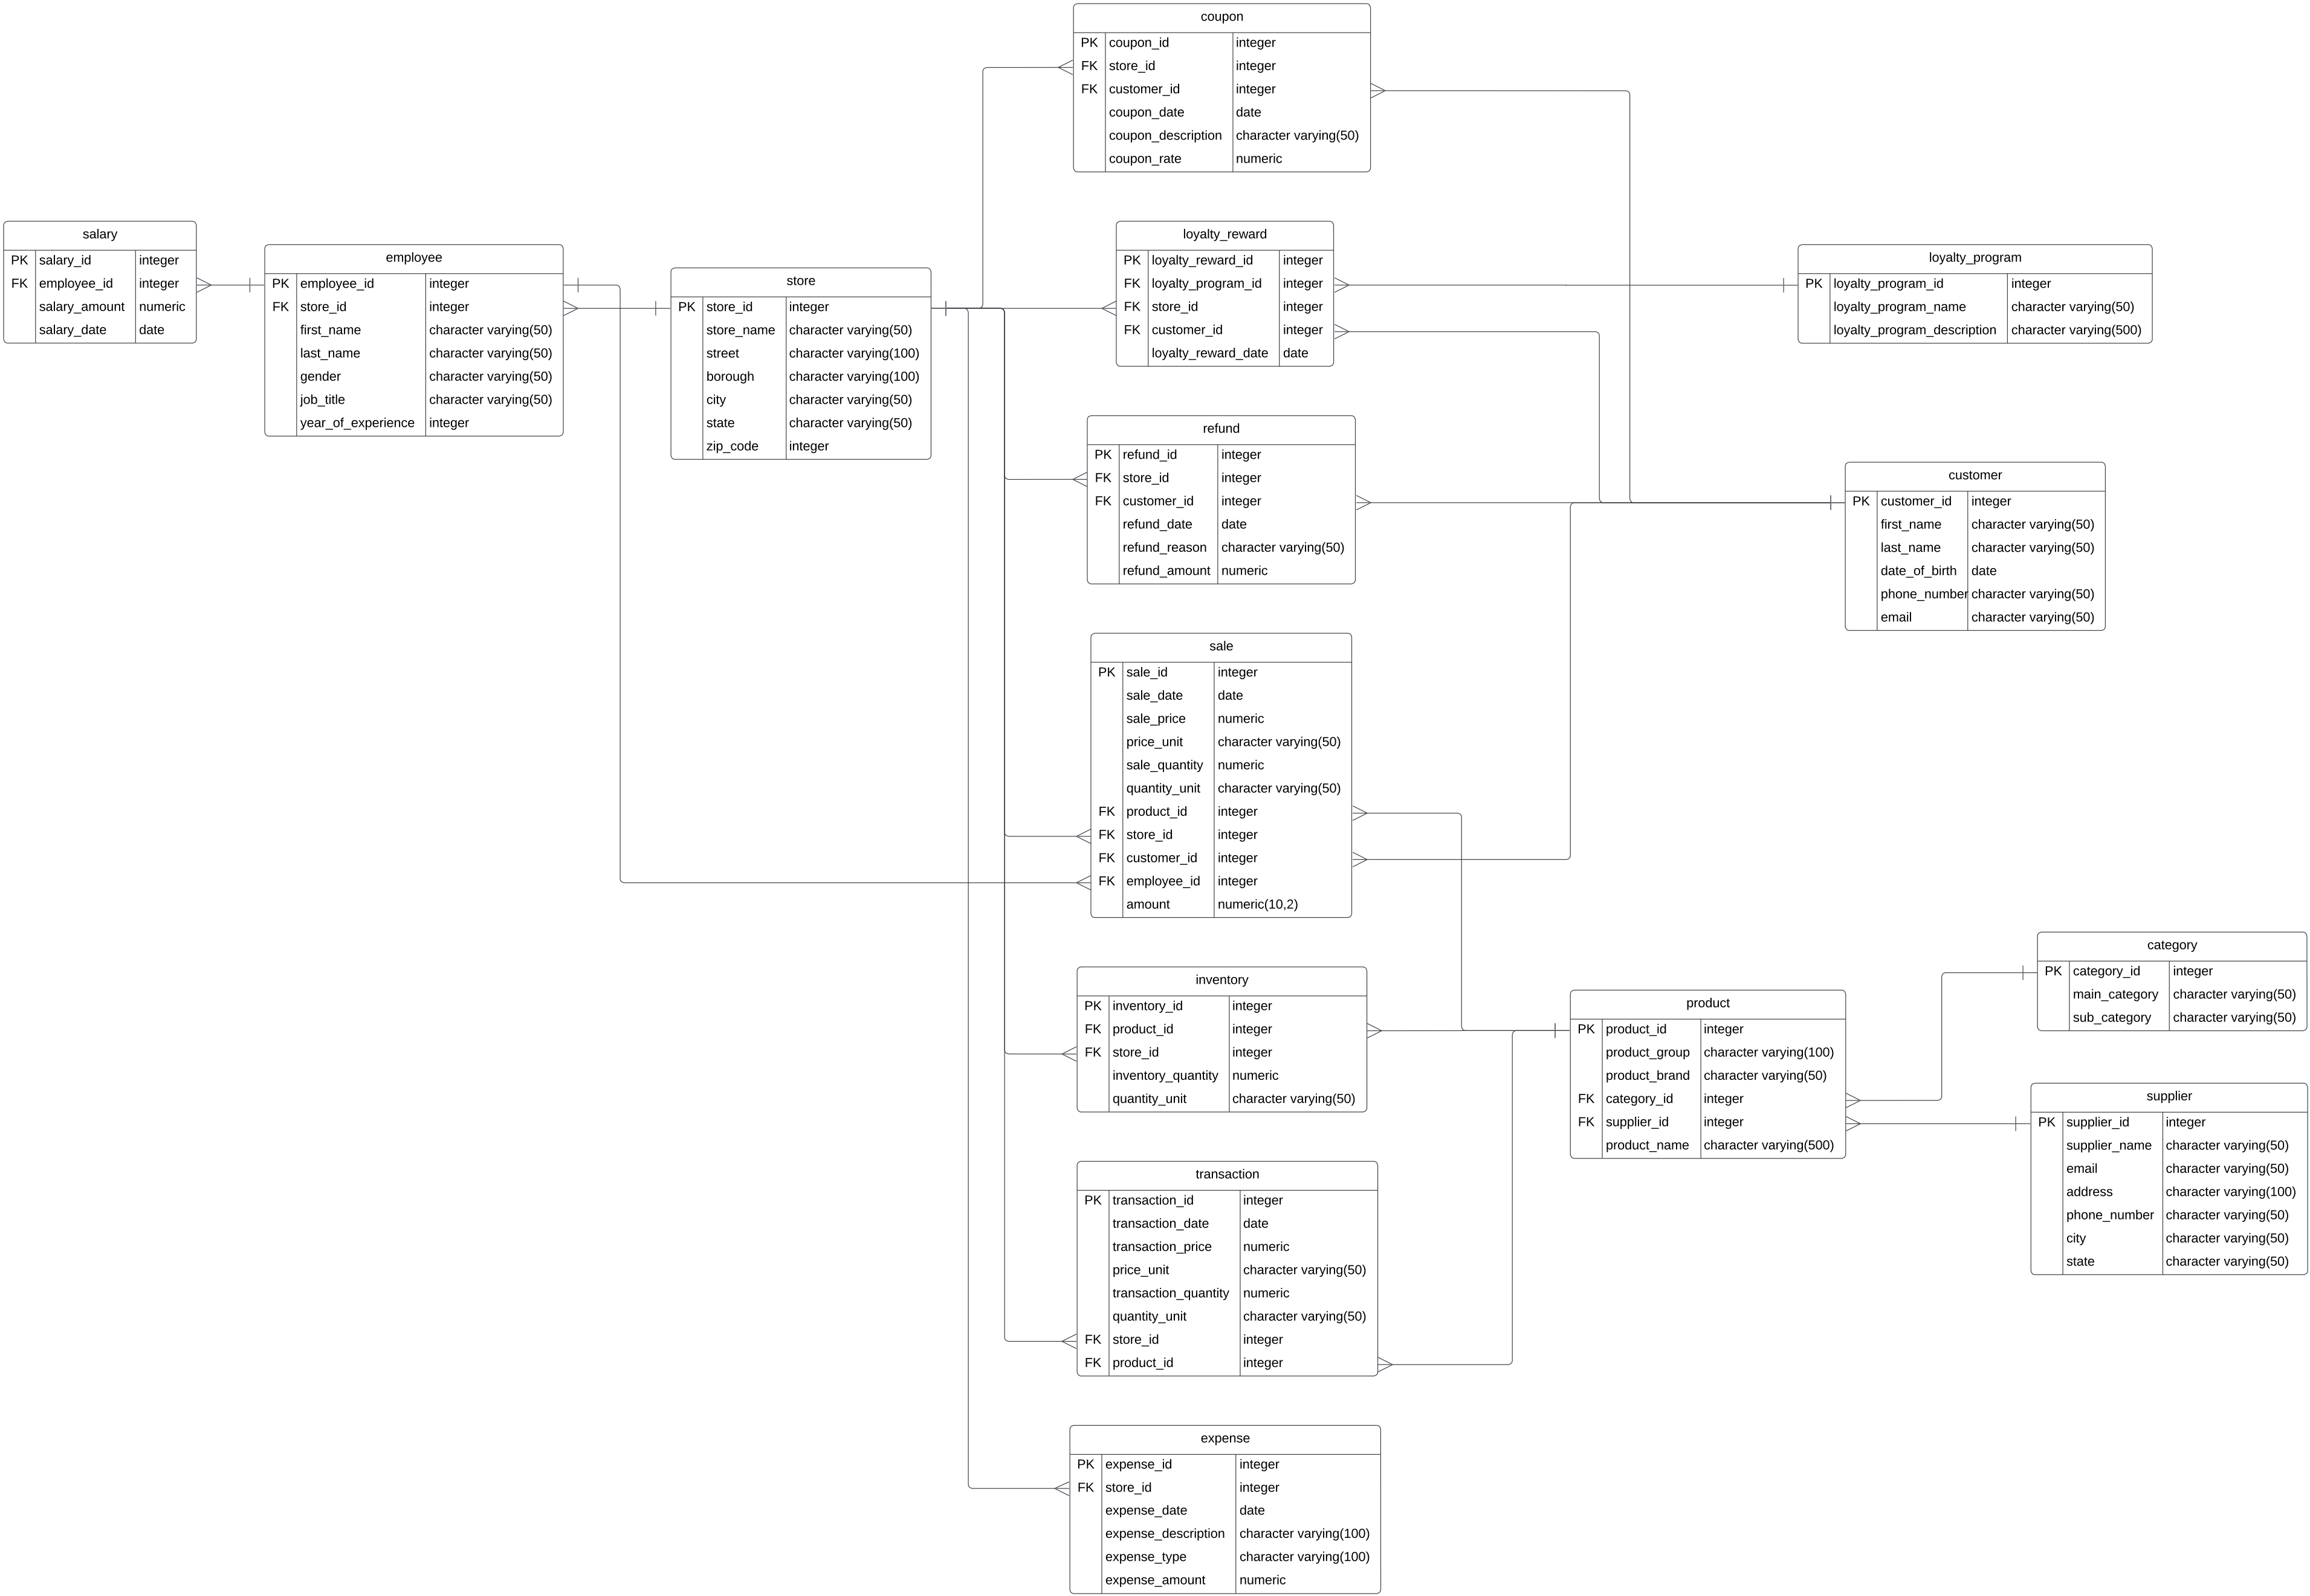 coupon
PK coupon_id integer
FK store_id integer
FK customer_id integer
coupon_date date
coupon_description character varying(50)
coupon_rate numeric
salary
PK salary_id integer
FK employee_id integer
salary_amount numeric
salary_date date
employee
PK employee_id integer
FK store_id integer
first_name character varying(50)
last_name character varying(50)
gender character varying(50)
job_title character varying(50)
year_of_experience integer
store
PK store_id integer
store_name character varying(50)
street character varying(100)
borough character varying(100)
city character varying(50)
state character varying(50)
zip_code integer
loyalty_reward
PK loyalty_reward_id integer
FK loyalty_program_id integer
FK store_id integer
FK customer_id integer
loyalty_reward_date date
loyalty_program
PK loyalty_program_id integer
loyalty_program_name character varying(50)
loyalty_program_description character varying(500)
refund
PK refund_id integer
FK store_id integer
FK customer_id integer
refund_date date
refund_reason character varying(50)
refund_amount numeric
customer
PK customer_id integer
first_name character varying(50)
last_name character varying(50)
date_of_birth date
phone_number character varying(50)
email character varying(50)
sale
PK sale_id integer
sale_date date
sale_price numeric
price_unit character varying(50)
sale_quantity numeric
quantity_unit character varying(50)
FK product_id integer
FK store_id integer
FK customer_id integer
FK employee_id integer
amount numeric(10,2)
inventory
PK inventory_id integer
FK product_id integer
FK store_id integer
inventory_quantity numeric
quantity_unit character varying(50)
product
PK product_id integer
product_group character varying(100)
product_brand character varying(50)
FK category_id integer
FK supplier_id integer
product_name character varying(500)
category
PK category_id integer
main_category character varying(50)
sub_category character varying(50)
supplier
PK supplier_id integer
supplier_name character varying(50)
email character varying(50)
address character varying(100)
phone_number character varying(50)
city character varying(50)
state character varying(50)
transaction
PK transaction_id integer
transaction_date date
transaction_price numeric
price_unit character varying(50)
transaction_quantity numeric
quantity_unit character varying(50)
FK store_id integer
FK product_id integer
expense
PK expense_id integer
FK store_id integer
expense_date date
expense_description character varying(100)
expense_type character varying(100)
expense_amount numeric